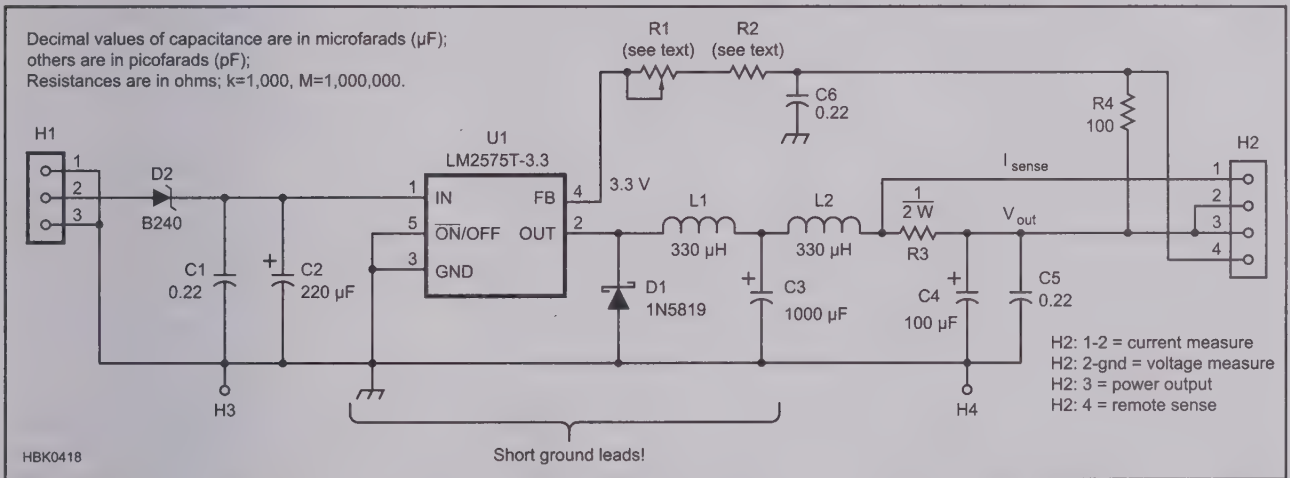 Decimal values of capacitance are in microfarads (µF);
others are in picofarads (pF);
Resistances are in ohms; k=1,000, M=1,000,000.
R1
(see text)
R2
(see text)
C6
0.22
R4
100
H1
1
2
3
D2
B240
U1
LM2575T-3.3
1
IN
FB
4
3.3 V
5
ON/OFF
OUT
2
3
GND
L1
330 µH
L2
330 µH
I sense
1
2 W
R3
V out
H2
1
2
3
4
C1
0.22
+
C2
220 µF
D1
1N5819
+
C3
1000 µF
+
C4
100 µF
C5
0.22
H2: 1-2 = current measure
H2: 2-gnd = voltage measure
H2: 3 = power output
H2: 4 = remote sense
H3
H4
Short ground leads!
HBK0418